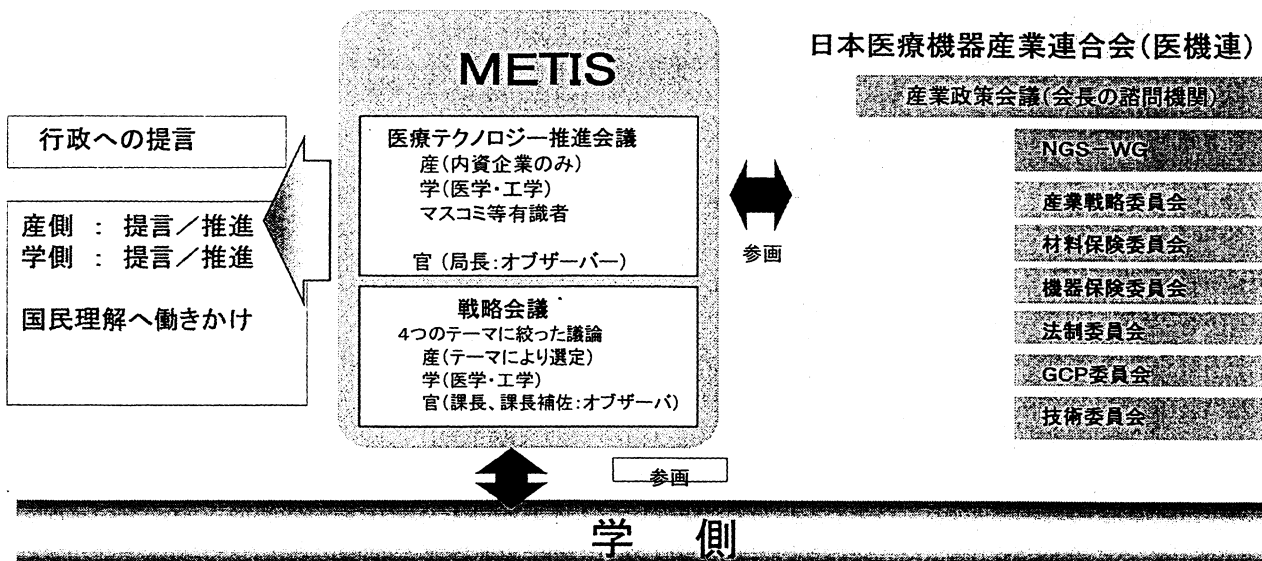 METIS
医療テクノロジー推進会議
産(内資企業のみ)
学(医学・工学)
マスコミ等有識者
官(局長:オブザーバー)
戦略会議
4つのテーマに絞った議論
産(テーマにより選定)
学(医学・工学)
官(課長、課長補佐:オブザーバ)
行政への提言
産側 : 提言/推進
学側 : 提言/推進
国民理解へ働きかけ
参画
日本医療機器産業連合会(医機連)
産業政策会議(会長の諮問機関)
NGS-WG
産業戦略委員会
材料保険委員会
機器保険委員会
法制委員会
GCP委員会
技術委員会
参画
学 側